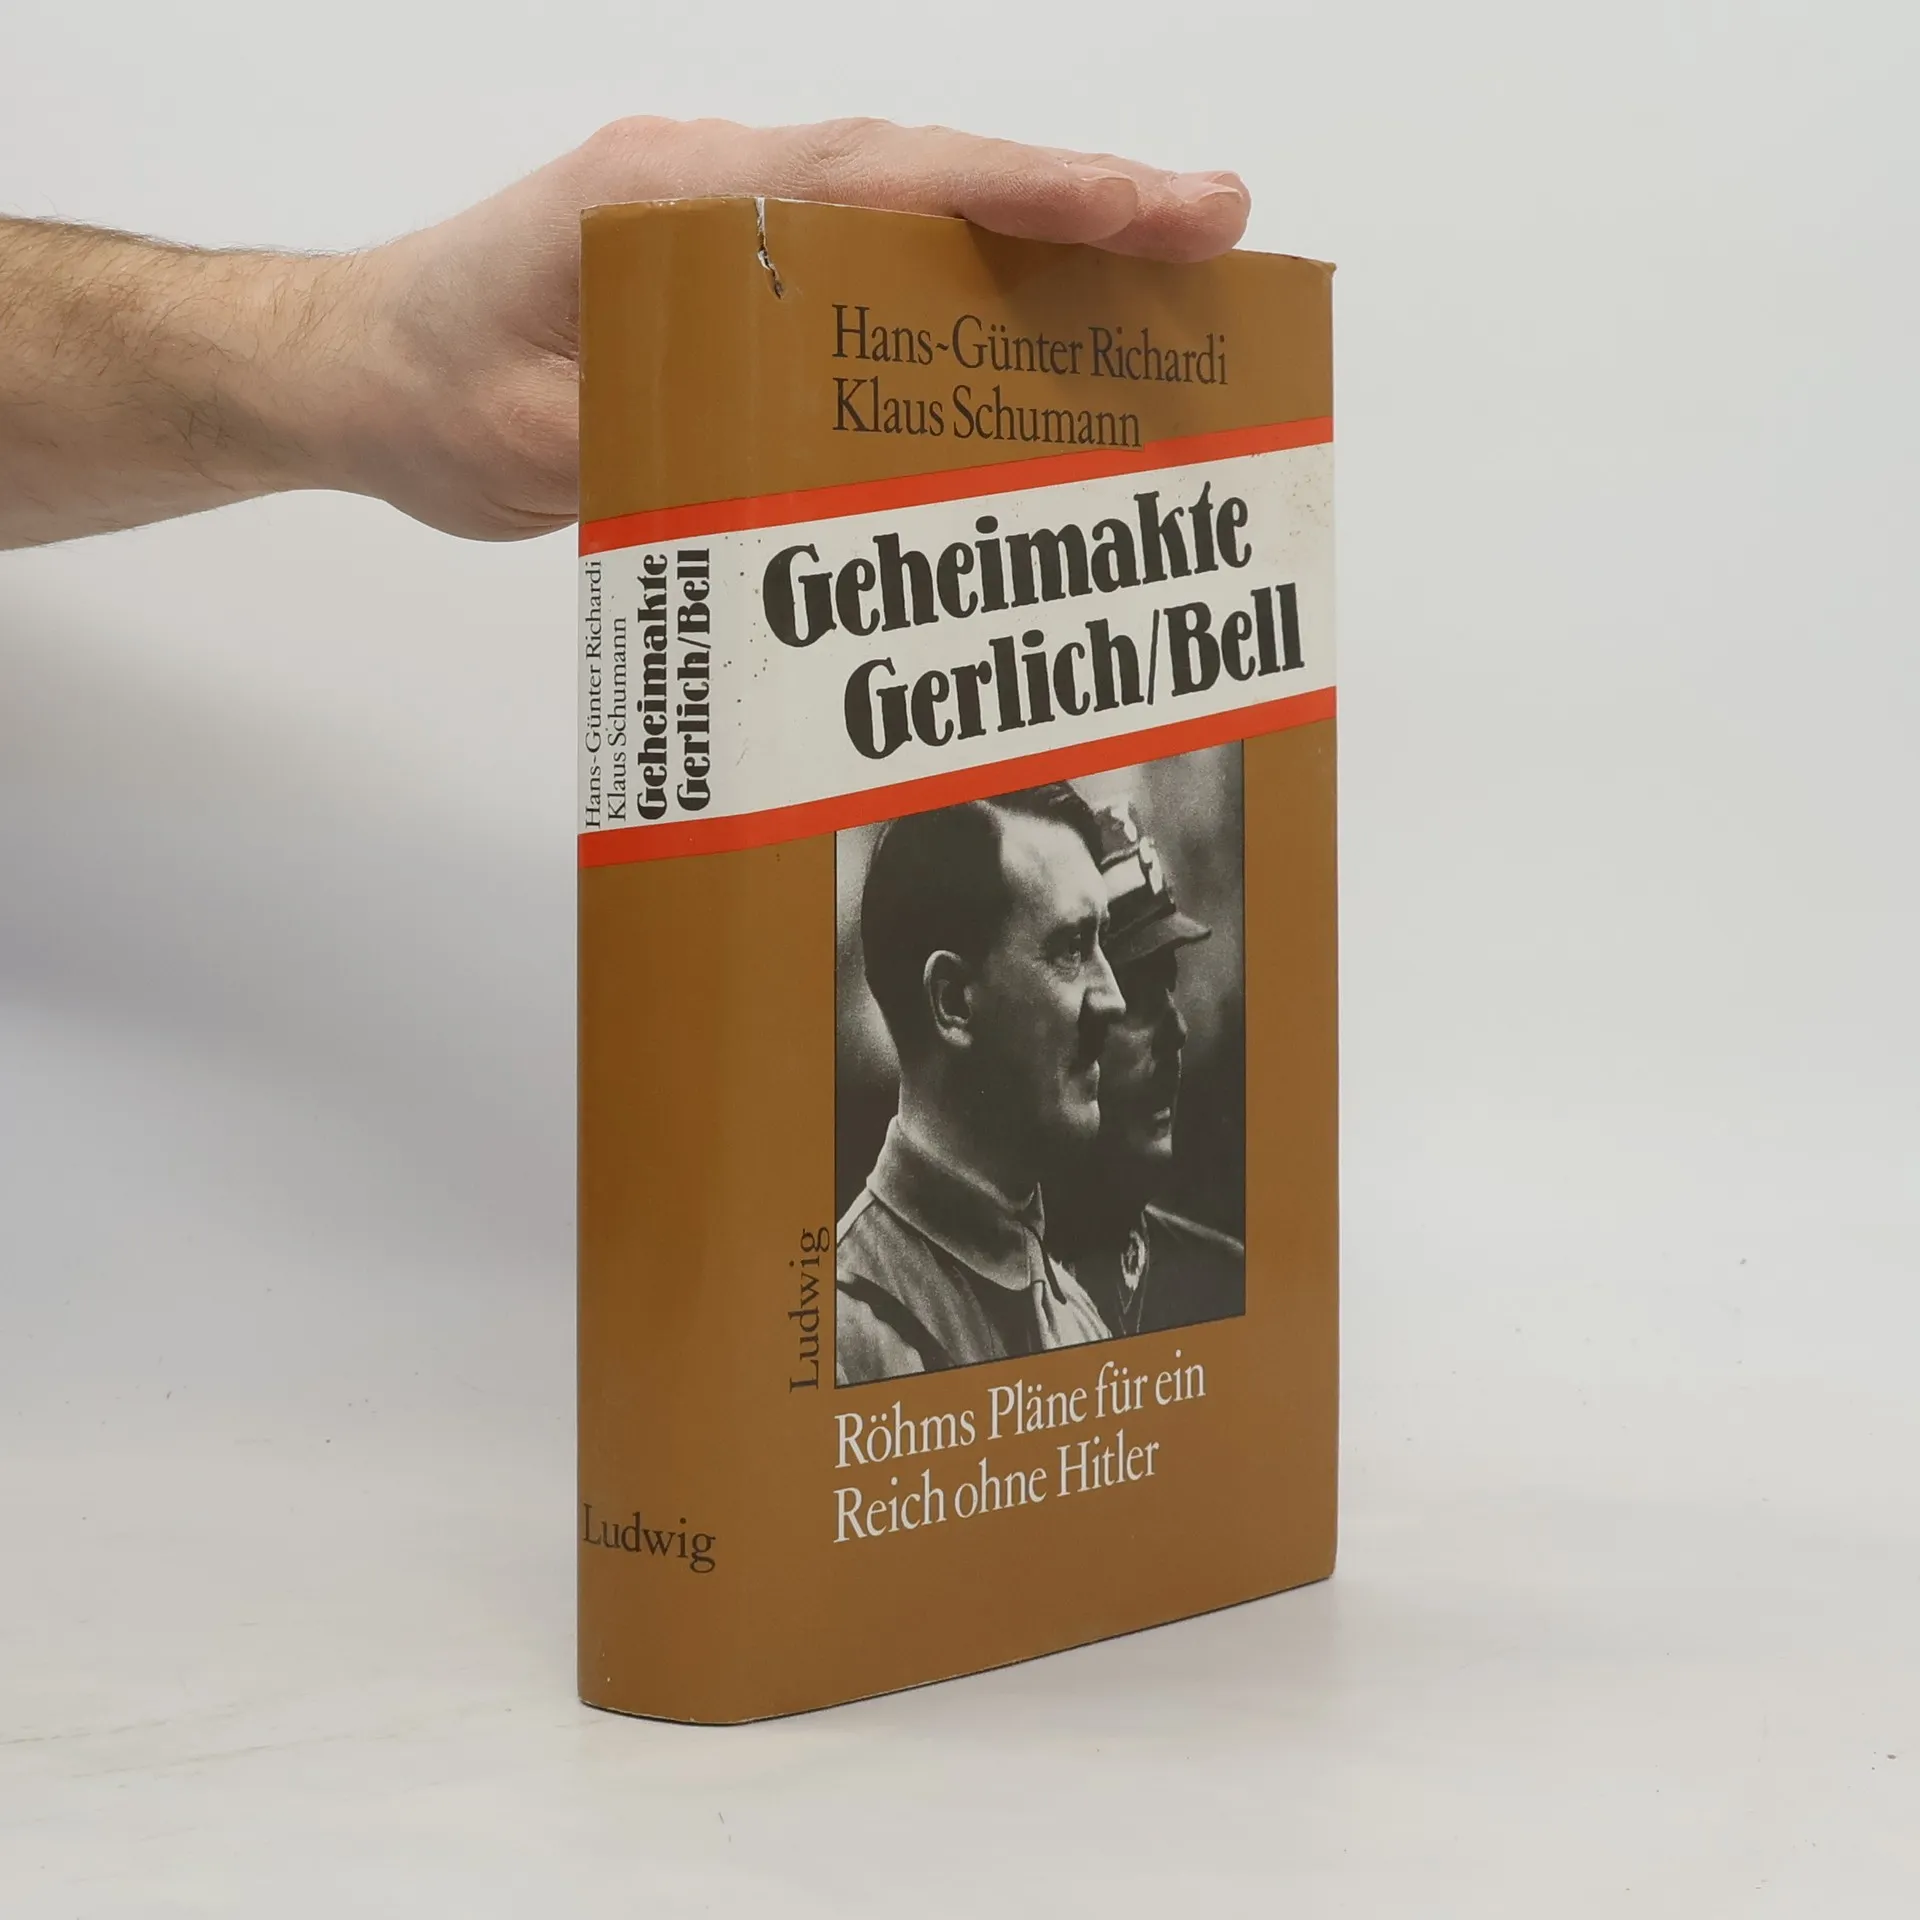 Hans-Günter Richardi
Klaus Schumann
Geheimakte
Gerlich/Bell
Ludwig
Röhms Pläne für ein
Reich ohne Hitler
Hans-Günter Richardi
Klaus Schumann
Geheimakte
Gerlich/Bell
Ludwig